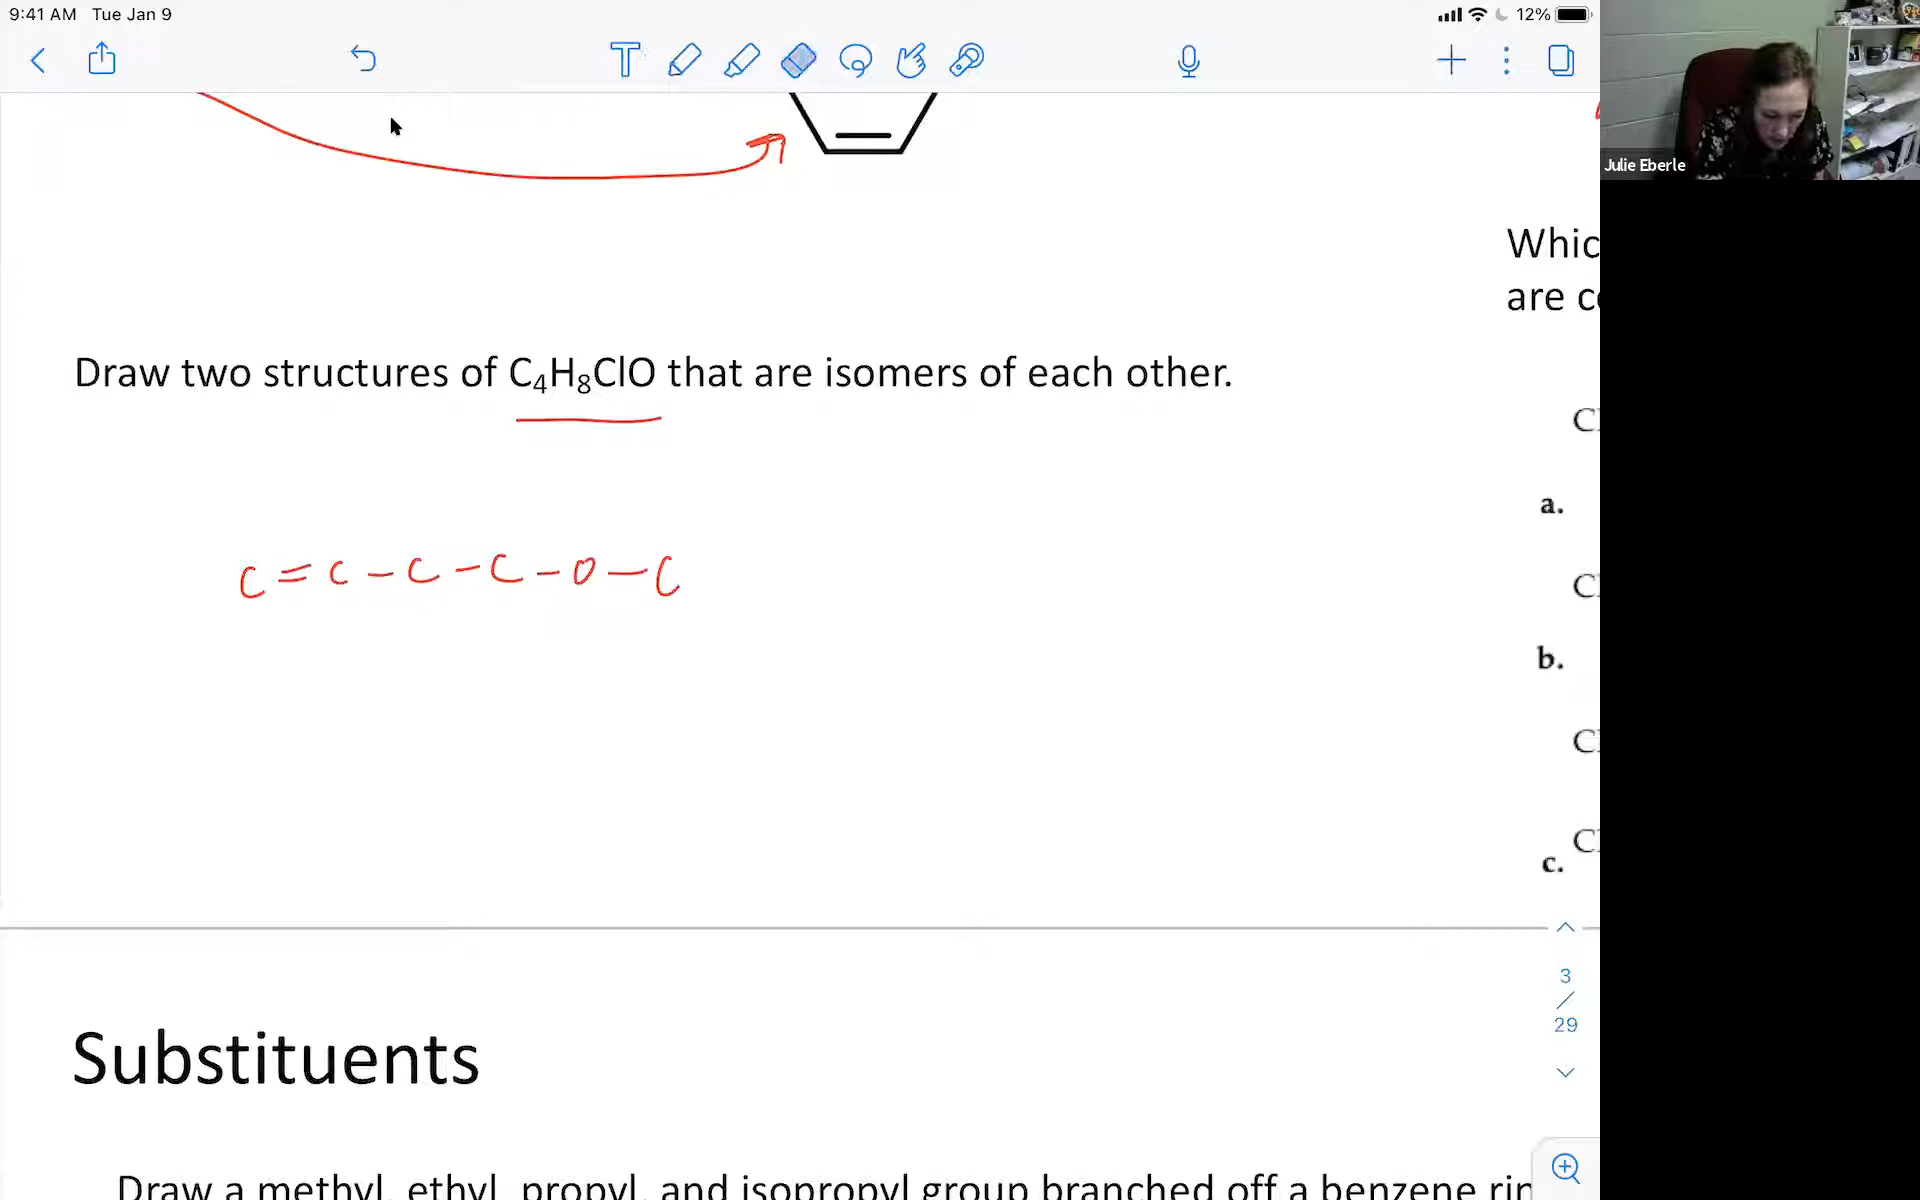 9:41 AM Tue Jan 9
12%
Julie Eberle
Whic
are c
Draw two structures of C₄H₈ClO that are isomers of each other.
a.
C = C - C - C - O - C
b.
c.
3
/
29
Substituents
Draw a methyl, ethyl, propyl, and isopropyl group branched off a benzene rin